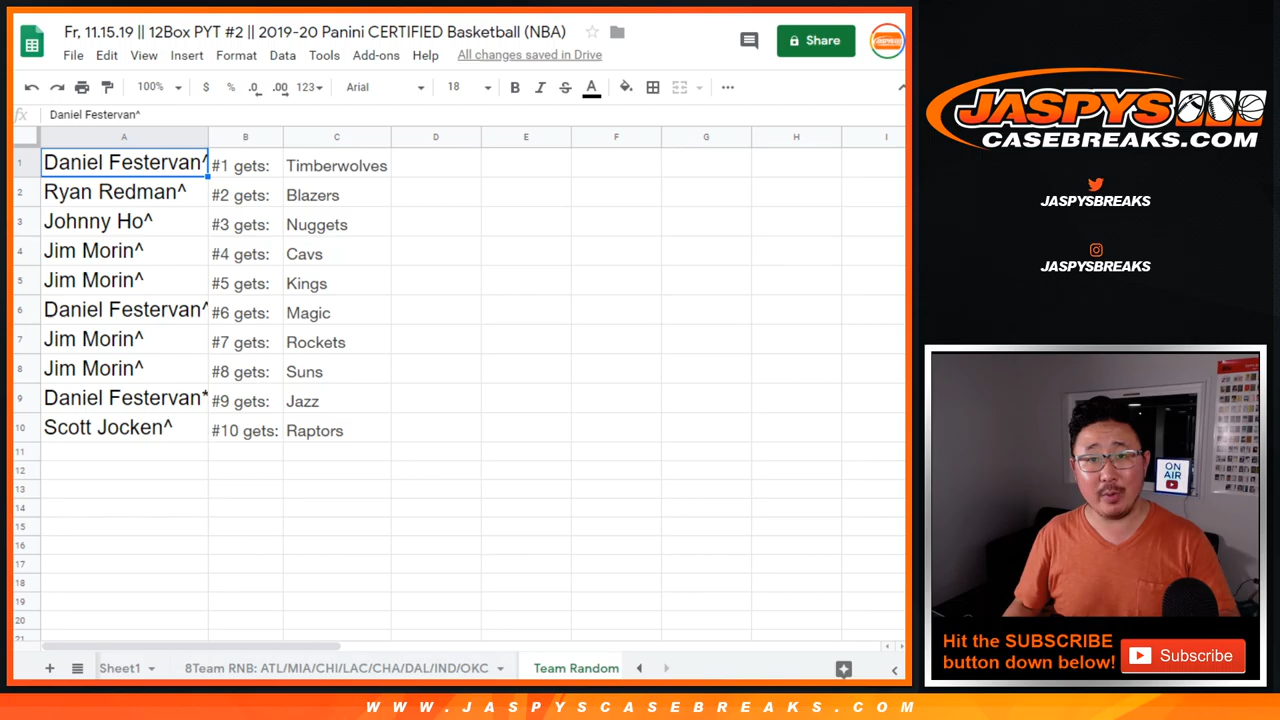 Fr, 11.15.19 || 12Box PYT #2 || 2019-20 Panini CERTIFIED Basketball (NBA)
File Edit View Insert Format Data Tools Add-ons Help All changes saved in Drive
Share
100% $ % .0 .00 123 Arial 18 B I S A
fx Daniel Festervan^
A B C D E F G H I
1 Daniel Festervan^ #1 gets: Timberwolves
2 Ryan Redman^ #2 gets: Blazers
3 Johnny Ho^ #3 gets: Nuggets
4 Jim Morin^ #4 gets: Cavs
5 Jim Morin^ #5 gets: Kings
6 Daniel Festervan^ #6 gets: Magic
7 Jim Morin^ #7 gets: Rockets
8 Jim Morin^ #8 gets: Suns
9 Daniel Festervan* #9 gets: Jazz
10 Scott Jocken^ #10 gets: Raptors
11
12
13
14
15
16
17
18
19
20
21
Sheet1 8Team RNB: ATL/MIA/CHI/LAC/CHA/DAL/IND/OKC Team Random
JASPYS
CASEBREAKS.COM
JASPYSBREAKS
JASPYSBREAKS
ON
AIR
Hit the SUBSCRIBE
button down below!
Subscribe
WWW.JASPYSCASEBREAKS.COM